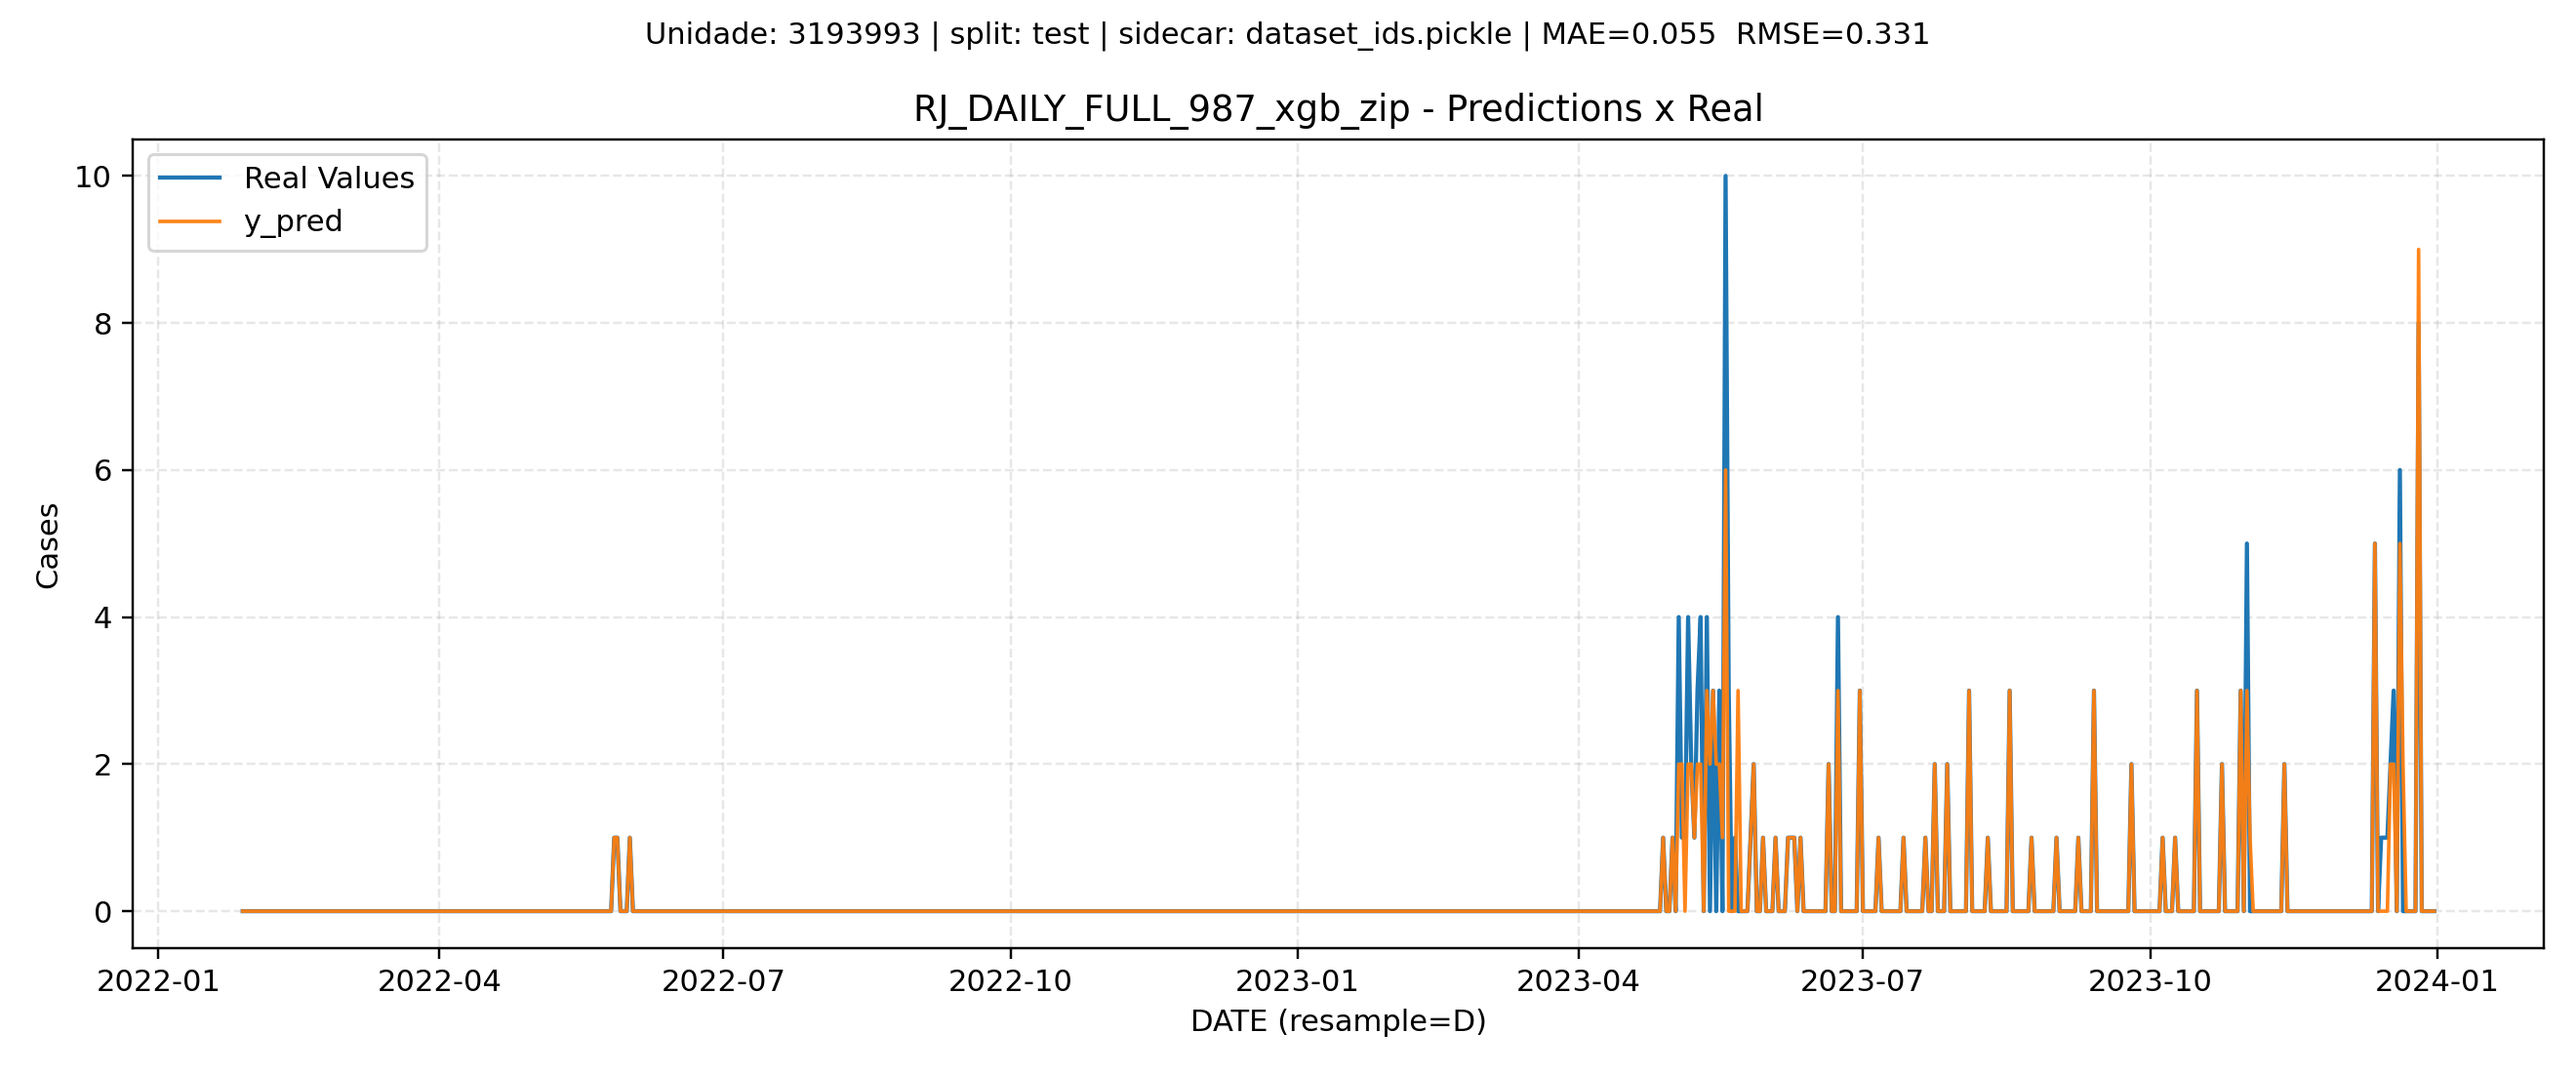 Unidade: 3193993 | split: test | sidecar: dataset_ids.pickle | MAE=0.055  RMSE=0.331
RJ_DAILY_FULL_987_xgb_zip - Predictions x Real
Real Values
y_pred
Cases
10
8
6
4
2
0
2022-01 2022-04 2022-07 2022-10 2023-01 2023-04 2023-07 2023-10 2024-01
DATE (resample=D)